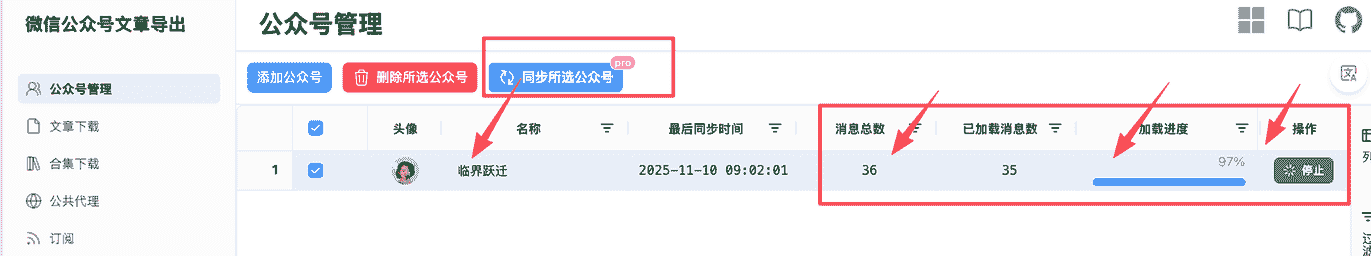 微信公众号文章导出
公众号管理
公众号管理
文章下载
合集下载
公共代理
订阅
添加公众号 删除所选公众号 同步所选公众号 pro
头像 名称 最后同步时间 消息总数 已加载消息数 加载进度 操作
1 临界跃迁 2025-11-10 09:02:01 36 35 97% 停止
列
过滤